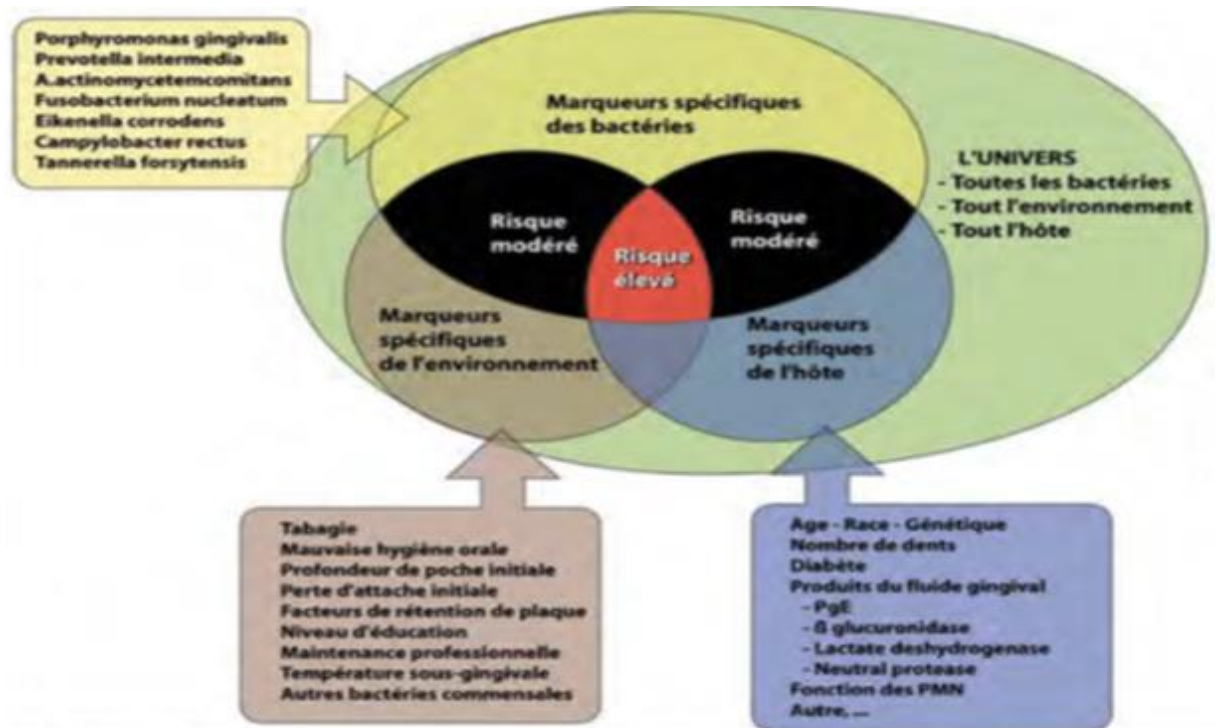 Porphyromonas gingivalis
Prevotella intermedia
A.actinomycetemcomitans
Fusobacterium nucleatum
Eikenella corrodens
Campylobacter rectus
Tannerella forsytensis
Marqueurs spécifiques
des bactéries
L'UNIVERS
- Toutes les bactéries
- Tout l'environnement
- Tout l'hôte
Risque
modéré
Risque
modéré
Risque
élevé
Marqueurs
spécifiques
de l'environnement
Marqueurs
spécifiques
de l'hôte
Tabagie
Mauvaise hygiène orale
Profondeur de poche initiale
Perte d'attache initiale
Facteurs de rétention de plaque
Niveau d'éducation
Maintenance professionnelle
Température sous-gingivale
Autres bactéries commensales
Age - Race - Génétique
Nombre de dents
Diabète
Produits du fluide gingival
- PgE
- ß glucuronidase
- Lactate deshydrogenase
- Neutral protease
Fonction des PMN
Autre, ...